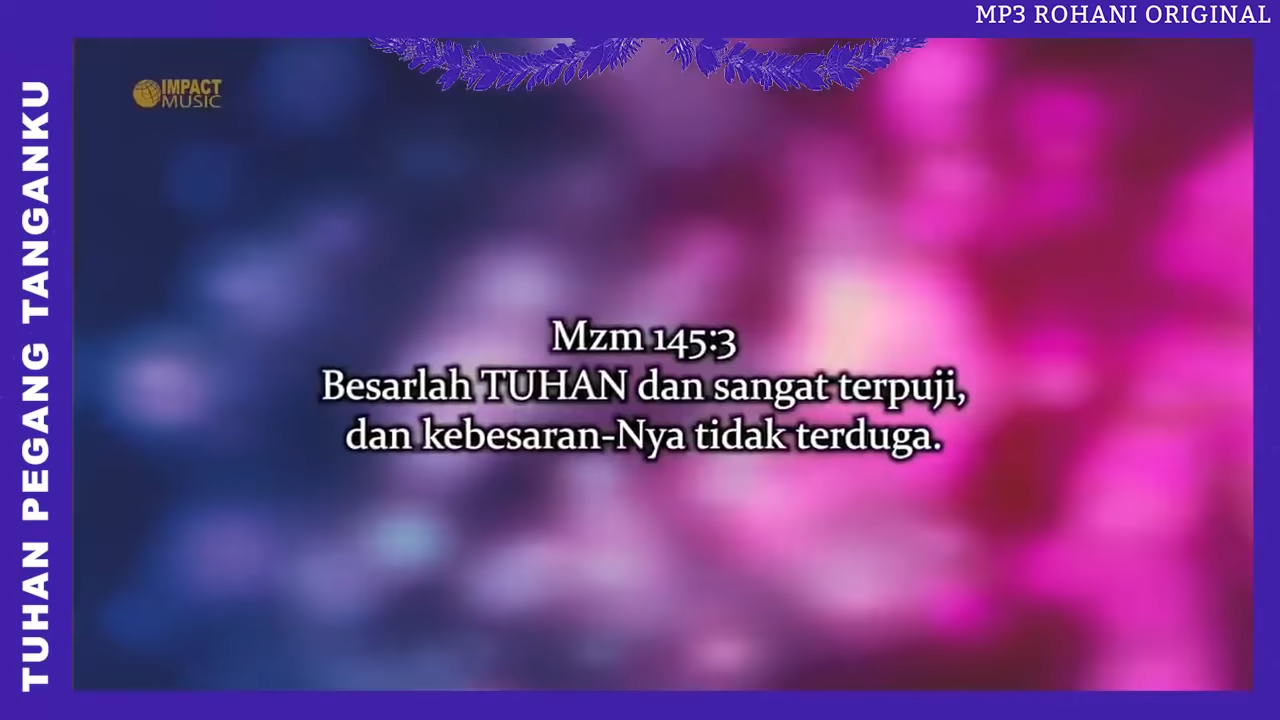 MP3 ROHANI ORIGINAL
IMPACT
MUSIC
TUHAN PEGANG TANGANKU
Mzm 145:3
Besarlah TUHAN dan sangat terpuji,
dan kebesaran-Nya tidak terduga.